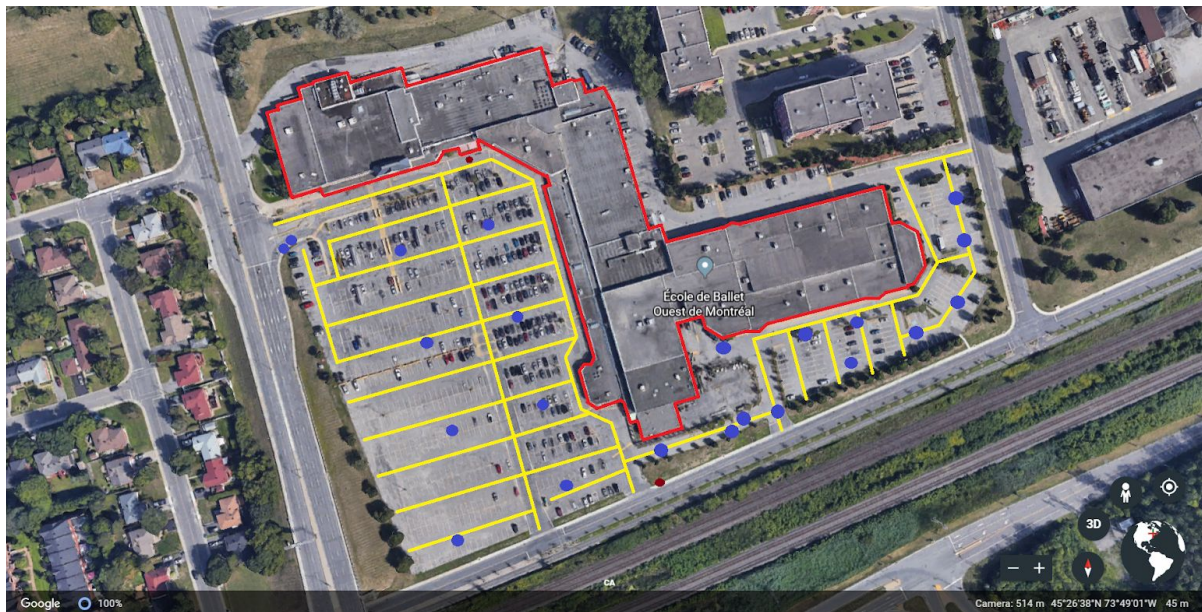 École de Ballet
Ouest de Montréal
3D
CA
Google
100%
Camera: 514 m 45°26'38"N 73°49'01"W 45 m